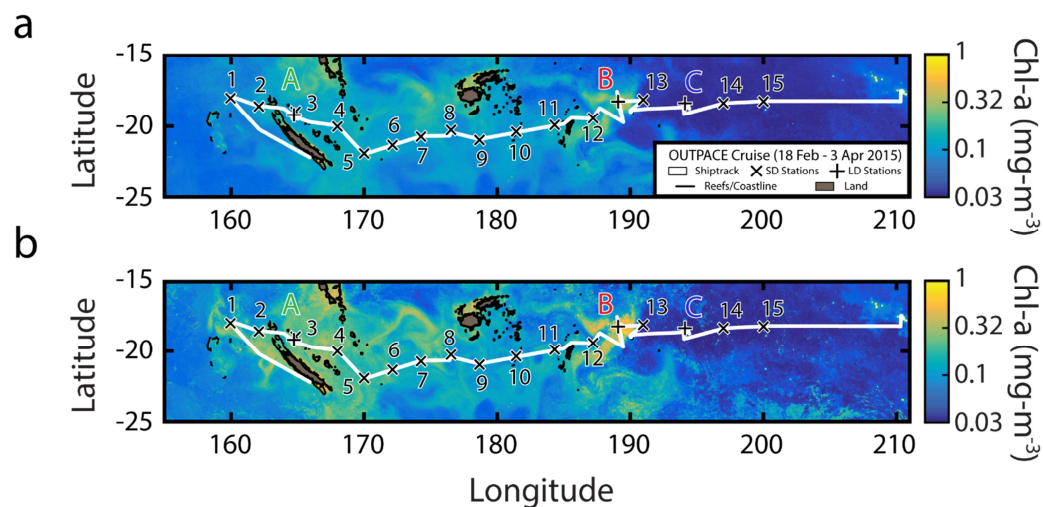 a
-15
-20
-25
Latitude
1 2 A 3 4 5 6 7 8 9 10 11 12 B 13 C 14 15
OUTPACE Cruise (18 Feb - 3 Apr 2015)
Shiptrack × SD Stations + LD Stations
Reefs/Coastline Land
160 170 180 190 200 210
1
0.32
0.1
0.03
Chl-a (mg-m⁻³)
b
-15
-20
-25
Latitude
1 2 A 3 4 5 6 7 8 9 10 11 12 B 13 C 14 15
160 170 180 190 200 210
Longitude
1
0.32
0.1
0.03
Chl-a (mg-m⁻³)